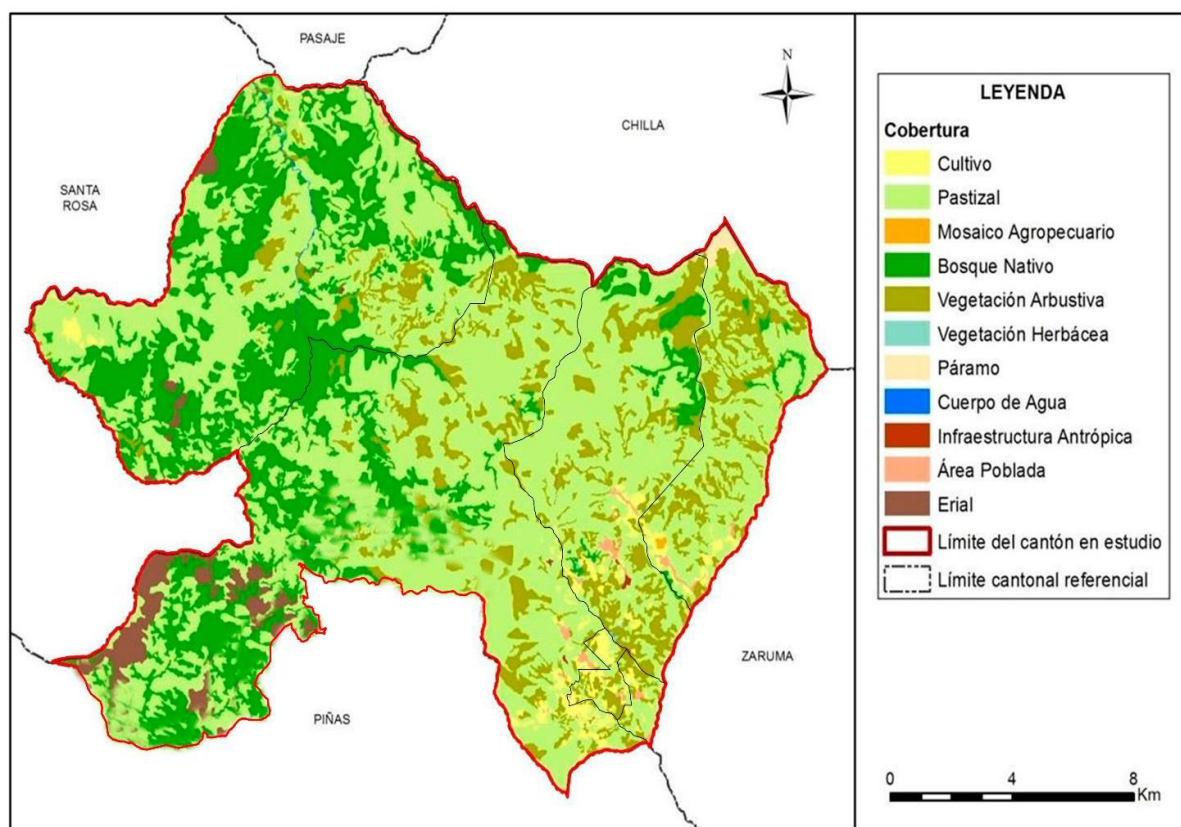 PASAJE
N
CHILLA
SANTA
ROSA
ZARUMA
PIÑAS
LEYENDA
Cobertura
Cultivo
Pastizal
Mosaico Agropecuario
Bosque Nativo
Vegetación Arbustiva
Vegetación Herbácea
Páramo
Cuerpo de Agua
Infraestructura Antrópica
Área Poblada
Erial
Límite del cantón en estudio
Límite cantonal referencial
0 4 8
Km